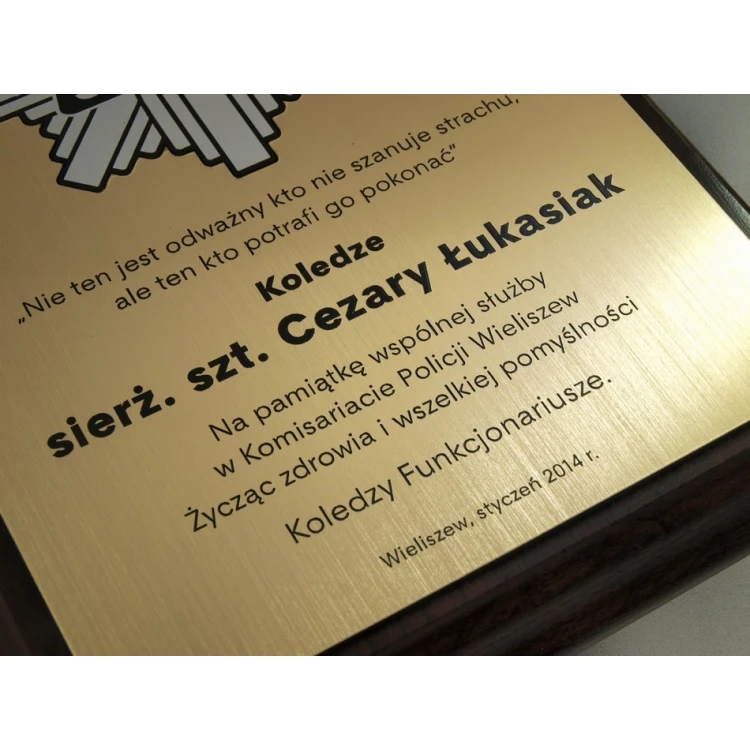 „Nie ten jest odważny kto nie szanuje strachu,
ale ten kto potrafi go pokonać”
Koledze
sierż. szt. Cezary Łukasiak
Na pamiątkę wspólnej służby
w Komisariacie Policji Wieliszew
Życząc zdrowia i wszelkiej pomyślności
Koledzy Funkcjonariusze.
Wieliszew, styczeń 2014 r.